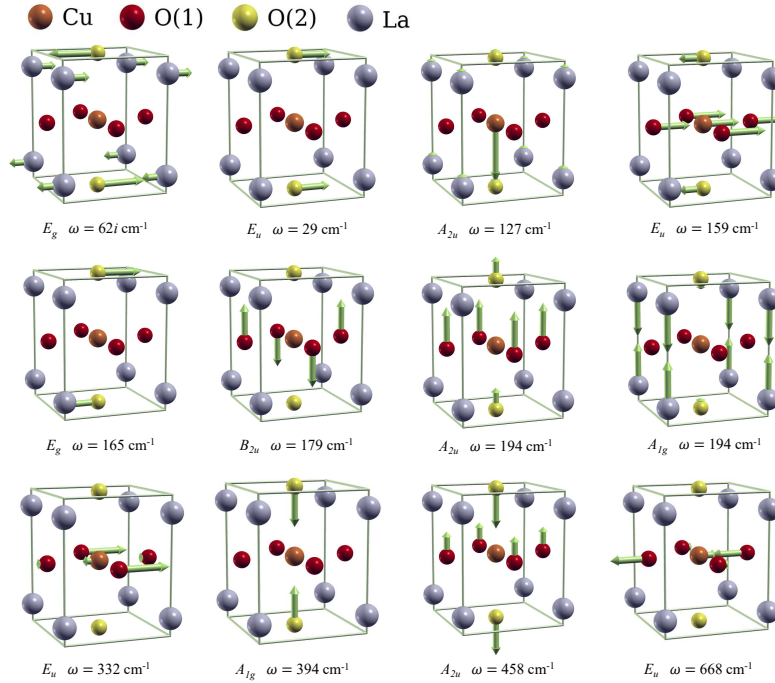 Cu O(1) O(2) La
E_g ω = 62i cm⁻¹ E_u ω = 29 cm⁻¹ A_2u ω = 127 cm⁻¹ E_u ω = 159 cm⁻¹
E_g ω = 165 cm⁻¹ B_2u ω = 179 cm⁻¹ A_2u ω = 194 cm⁻¹ A_1g ω = 194 cm⁻¹
E_u ω = 332 cm⁻¹ A_1g ω = 394 cm⁻¹ A_2u ω = 458 cm⁻¹ E_u ω = 668 cm⁻¹